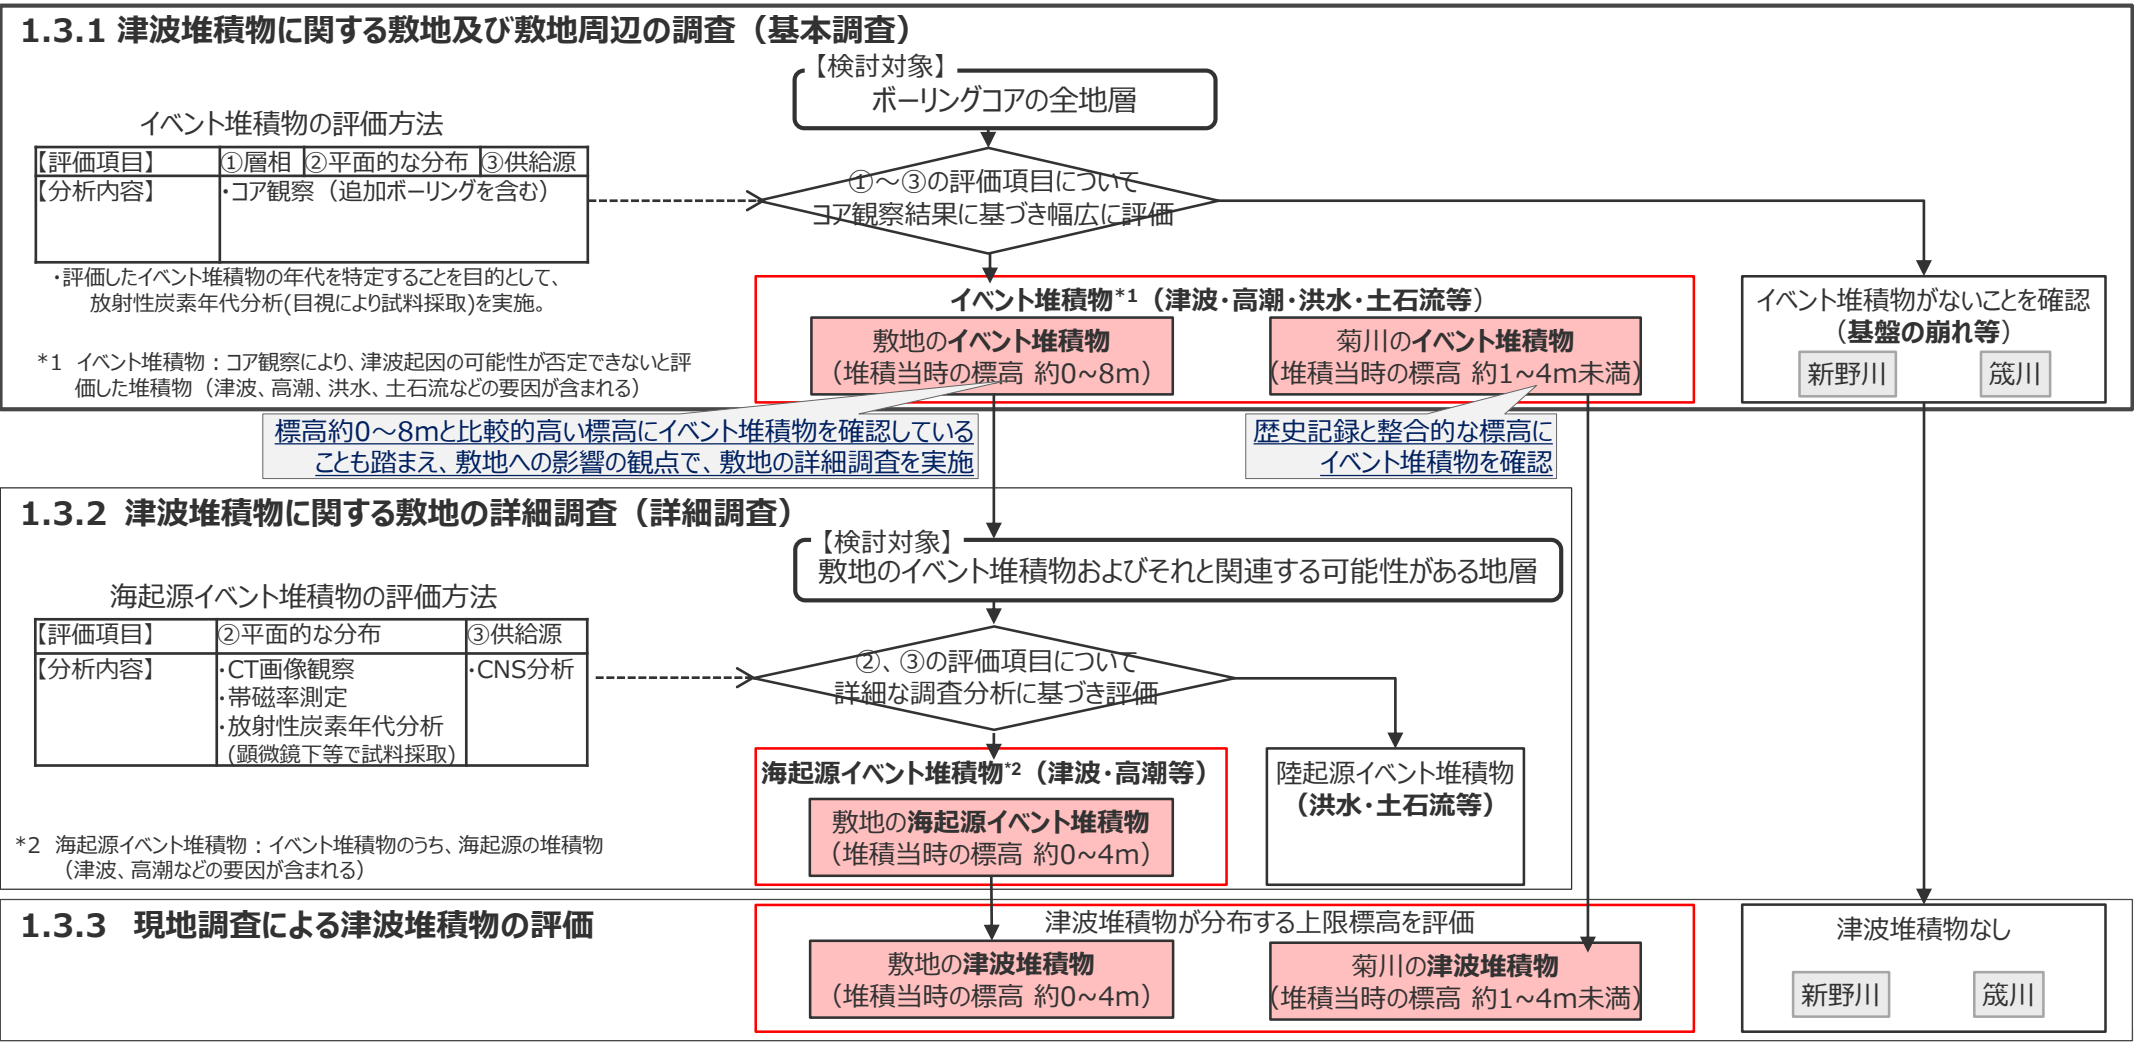 1.3.1 津波堆積物に関する敷地及び敷地周辺の調査（基本調査）
【検討対象】
ボーリングコアの全地層
イベント堆積物の評価方法
【評価項目】 ①層相 ②平面的な分布 ③供給源
【分析内容】 ・コア観察（追加ボーリングを含む）
①～③の評価項目について
コア観察結果に基づき幅広に評価
・評価したイベント堆積物の年代を特定することを目的として、
放射性炭素年代分析(目視により試料採取)を実施。
*1 イベント堆積物：コア観察により、津波起因の可能性が否定できないと評
価した堆積物（津波、高潮、洪水、土石流などの要因が含まれる）
イベント堆積物*1（津波・高潮・洪水・土石流等）
敷地のイベント堆積物
（堆積当時の標高 約0~8m）
菊川のイベント堆積物
（堆積当時の標高 約1~4m未満）
イベント堆積物がないことを確認
（基盤の崩れ等）
新野川 筬川
標高約0～8mと比較的高い標高にイベント堆積物を確認している
ことも踏まえ、敷地への影響の観点で、敷地の詳細調査を実施
歴史記録と整合的な標高に
イベント堆積物を確認
1.3.2 津波堆積物に関する敷地の詳細調査（詳細調査）
【検討対象】
敷地のイベント堆積物およびそれと関連する可能性がある地層
海起源イベント堆積物の評価方法
【評価項目】 ②平面的な分布 ③供給源
【分析内容】 ・CT画像観察 ・CNS分析
・帯磁率測定
・放射性炭素年代分析
（顕微鏡下等で試料採取）
②、③の評価項目について
詳細な調査分析に基づき評価
海起源イベント堆積物*2（津波・高潮等）
敷地の海起源イベント堆積物
（堆積当時の標高 約0~4m）
陸起源イベント堆積物
（洪水・土石流等）
*2 海起源イベント堆積物：イベント堆積物のうち、海起源の堆積物
（津波、高潮などの要因が含まれる）
1.3.3 現地調査による津波堆積物の評価
津波堆積物が分布する上限標高を評価
敷地の津波堆積物
（堆積当時の標高 約0~4m）
菊川の津波堆積物
（堆積当時の標高 約1~4m未満）
津波堆積物なし
新野川 筬川